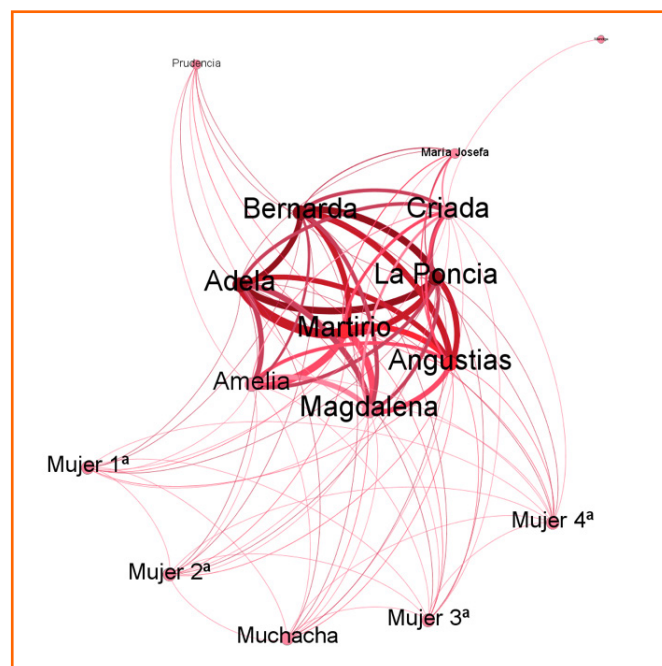 Prudencia
María Josefa
Bernarda
Criada
Adela
La Poncia
Martirio
Angustias
Amelia
Magdalena
Mujer 1ª
Mujer 4ª
Mujer 2ª
Mujer 3ª
Muchacha